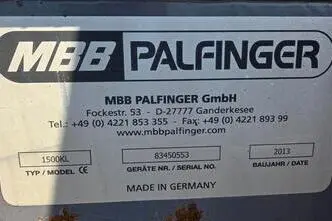 MBB PALFINGER
MBB PALFINGER GmbH
Fockestr. 53 - D-27777 Ganderkesee
Tel.: +49 (0) 4221 853 355 - Fax: +49 (0) 4221 893 99
www.mbbpalfinger.com
1500KL 83450553 2013
TYP / MODEL CE GERÄTE NR. / SERIAL NO. BAUJAHR / DATE
MADE IN GERMANY